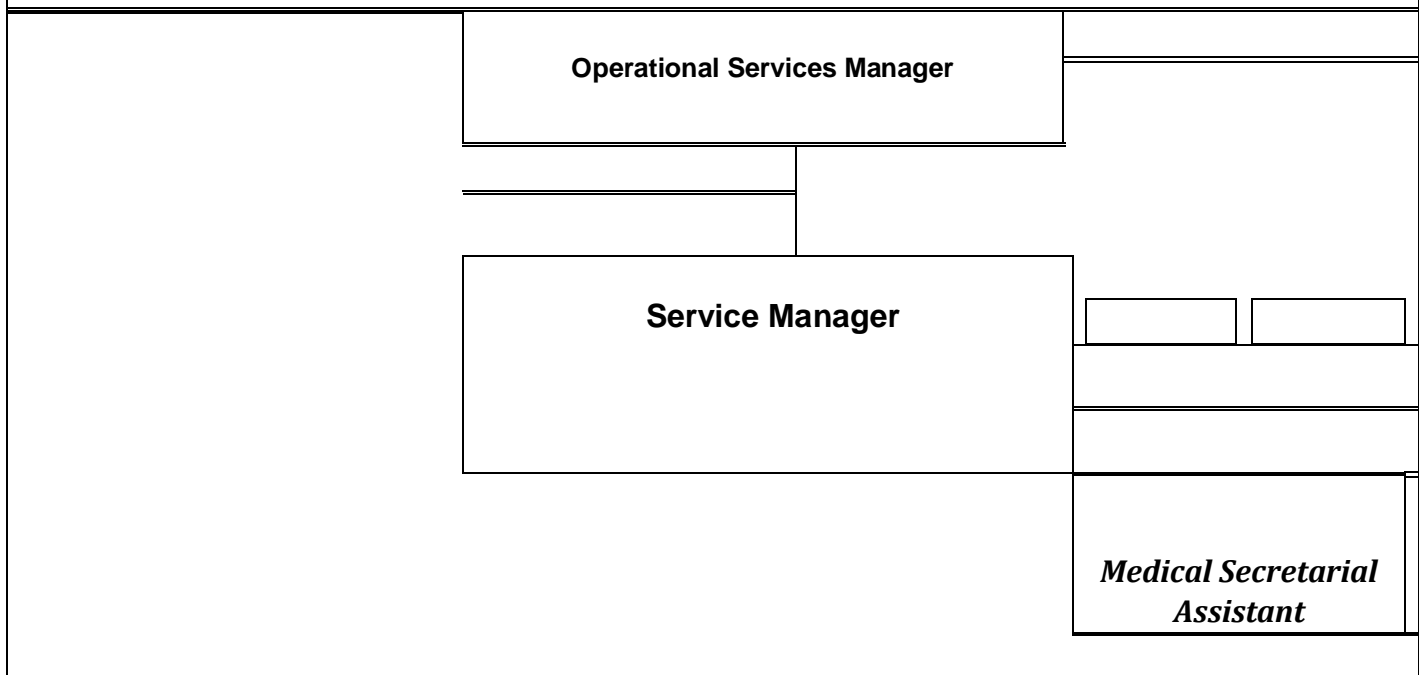 Operational Services Manager
Service Manager
Medical Secretarial
Assistant